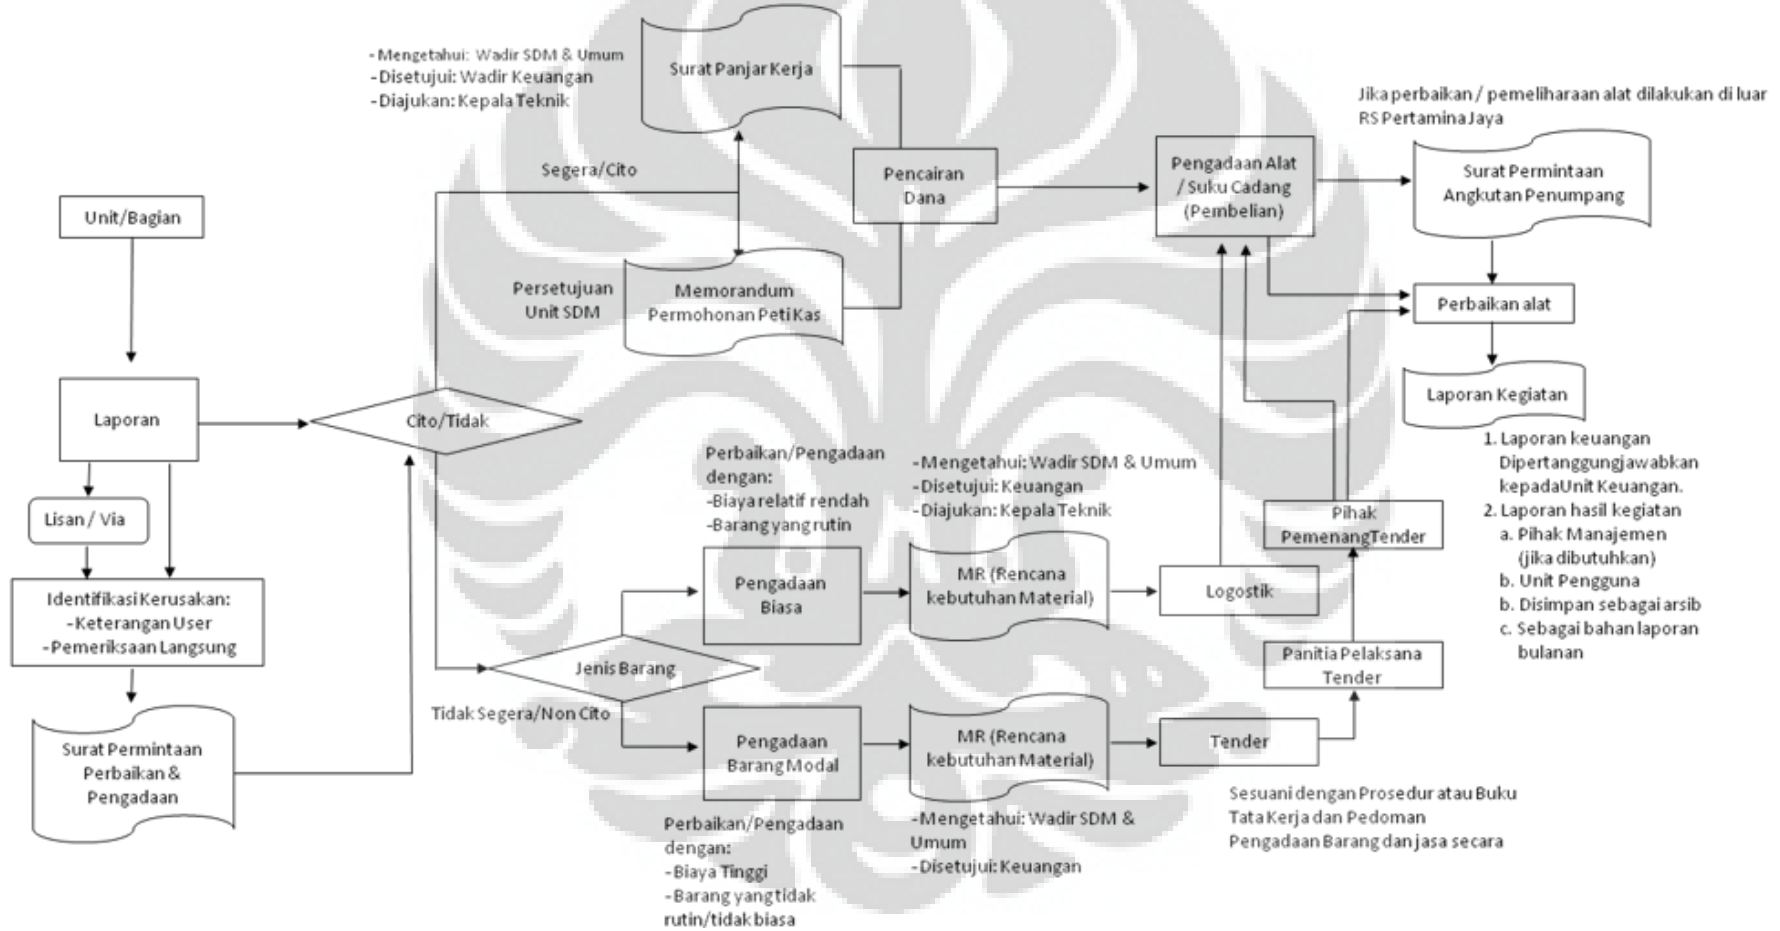 - Mengetahui: Wadir SDM & Umum
- Disetujui: Wadir Keuangan
- Diajukan: Kepala Teknik
Surat Panjar Kerja
Jika perbaikan / pemeliharaan alat dilakukan di luar
RS Pertamina Jaya
Segera/Cito
Pencairan
Dana
Pengadaan Alat
/ Suku Cadang
(Pembelian)
Surat Permintaan
Angkutan Penumpang
Unit/Bagian
Persetujuan
Unit SDM
Memorandum
Permohonan Peti Kas
Perbaikan alat
Laporan
Cito/Tidak
Laporan Kegiatan
1. Laporan keuangan
Dipertanggungjawabkan
kepadaUnit Keuangan.
2. Laporan hasil kegiatan
a. Pihak Manajemen
(jika dibutuhkan)
b. Unit Pengguna
b. Disimpan sebagai arsib
c. Sebagai bahan laporan
bulanan
Lisan / Via
Perbaikan/Pengadaan
dengan:
-Biaya relatif rendah
-Barang yang rutin
- Mengetahui: Wadir SDM & Umum
- Disetujui: Keuangan
- Diajukan: Kepala Teknik
Pihak
PemenangTender
Identifikasi Kerusakan:
-Keterangan User
-Pemeriksaan Langsung
Pengadaan
Biasa
MR (Rencana
kebutuhan Material)
Logostik
Jenis Barang
Panitia Pelaksana
Tender
Tidak Segera/Non Cito
Surat Permintaan
Perbaikan &
Pengadaan
Pengadaan
Barang Modal
MR (Rencana
kebutuhan Material)
Tender
Sesuani dengan Prosedur atau Buku
Tata Kerja dan Pedoman
Pengadaan Barang dan jasa secara
Perbaikan/Pengadaan
dengan:
-Biaya Tinggi
-Barang yang tidak
rutin/tidak biasa
-Mengetahui: Wadir SDM &
Umum
-Disetujui: Keuangan